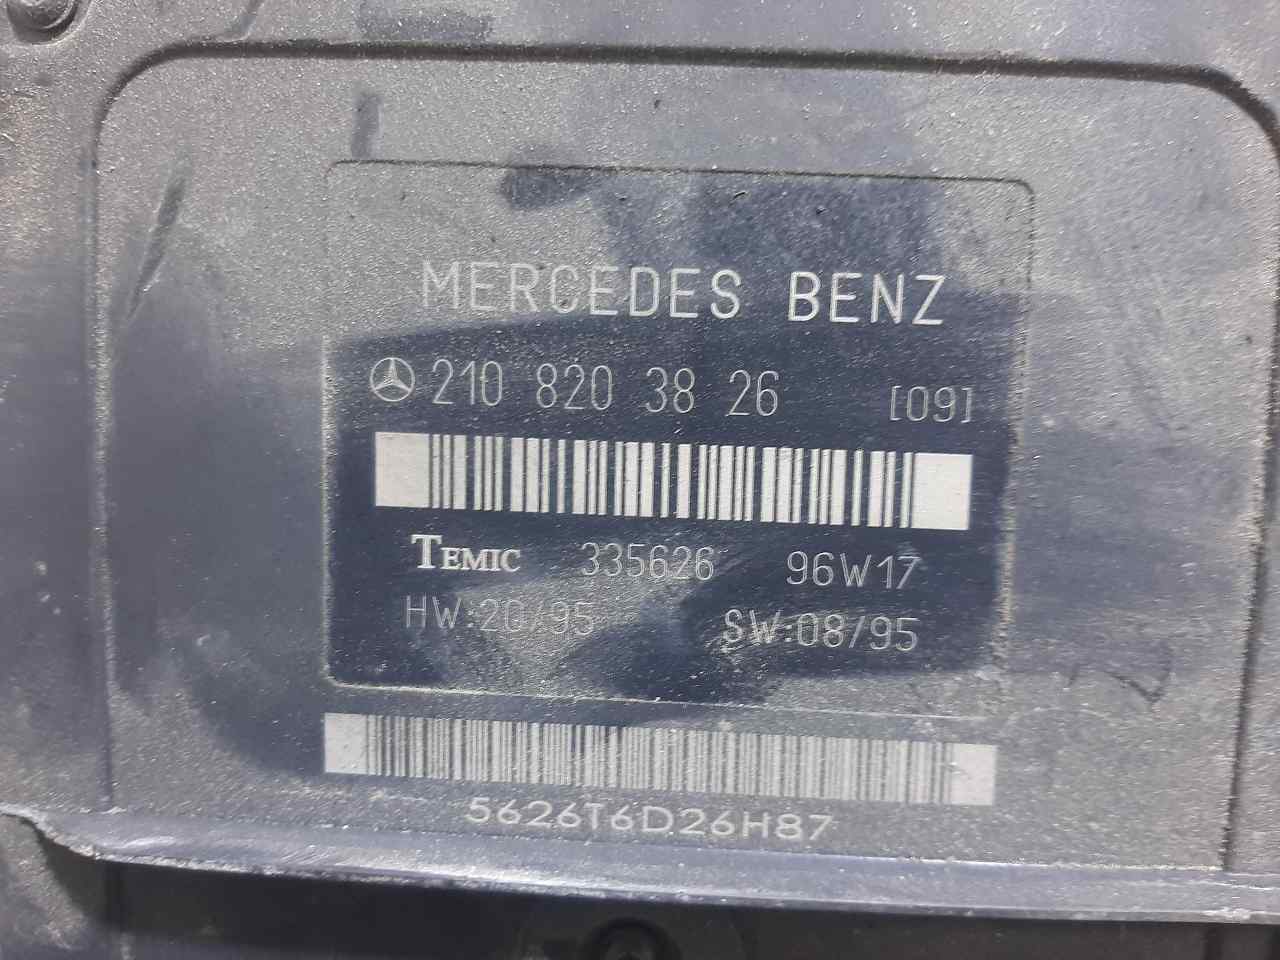 MERCEDES BENZ
210 820 38 26 [09]
TEMIC 335626 96W17
HW:20/95 SW:08/95
5626T6D26H87